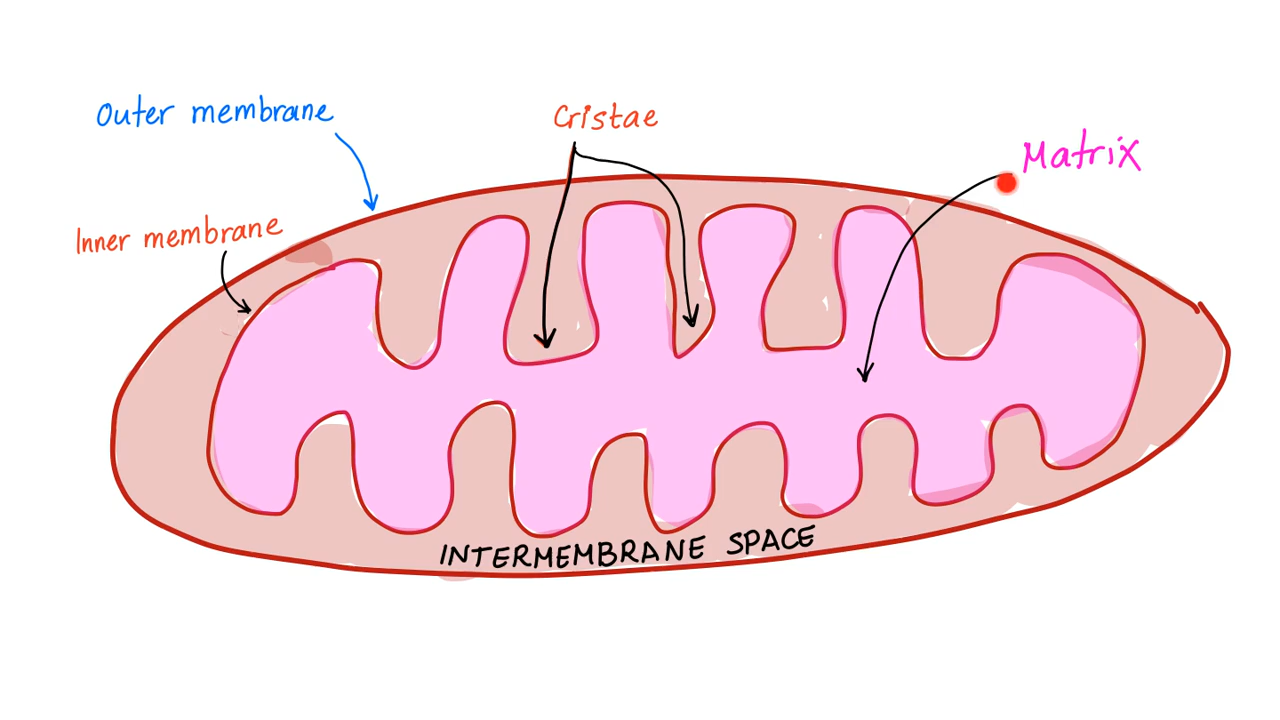 Outer membrane
Cristae
Matrix
Inner membrane
INTERMEMBRANE SPACE